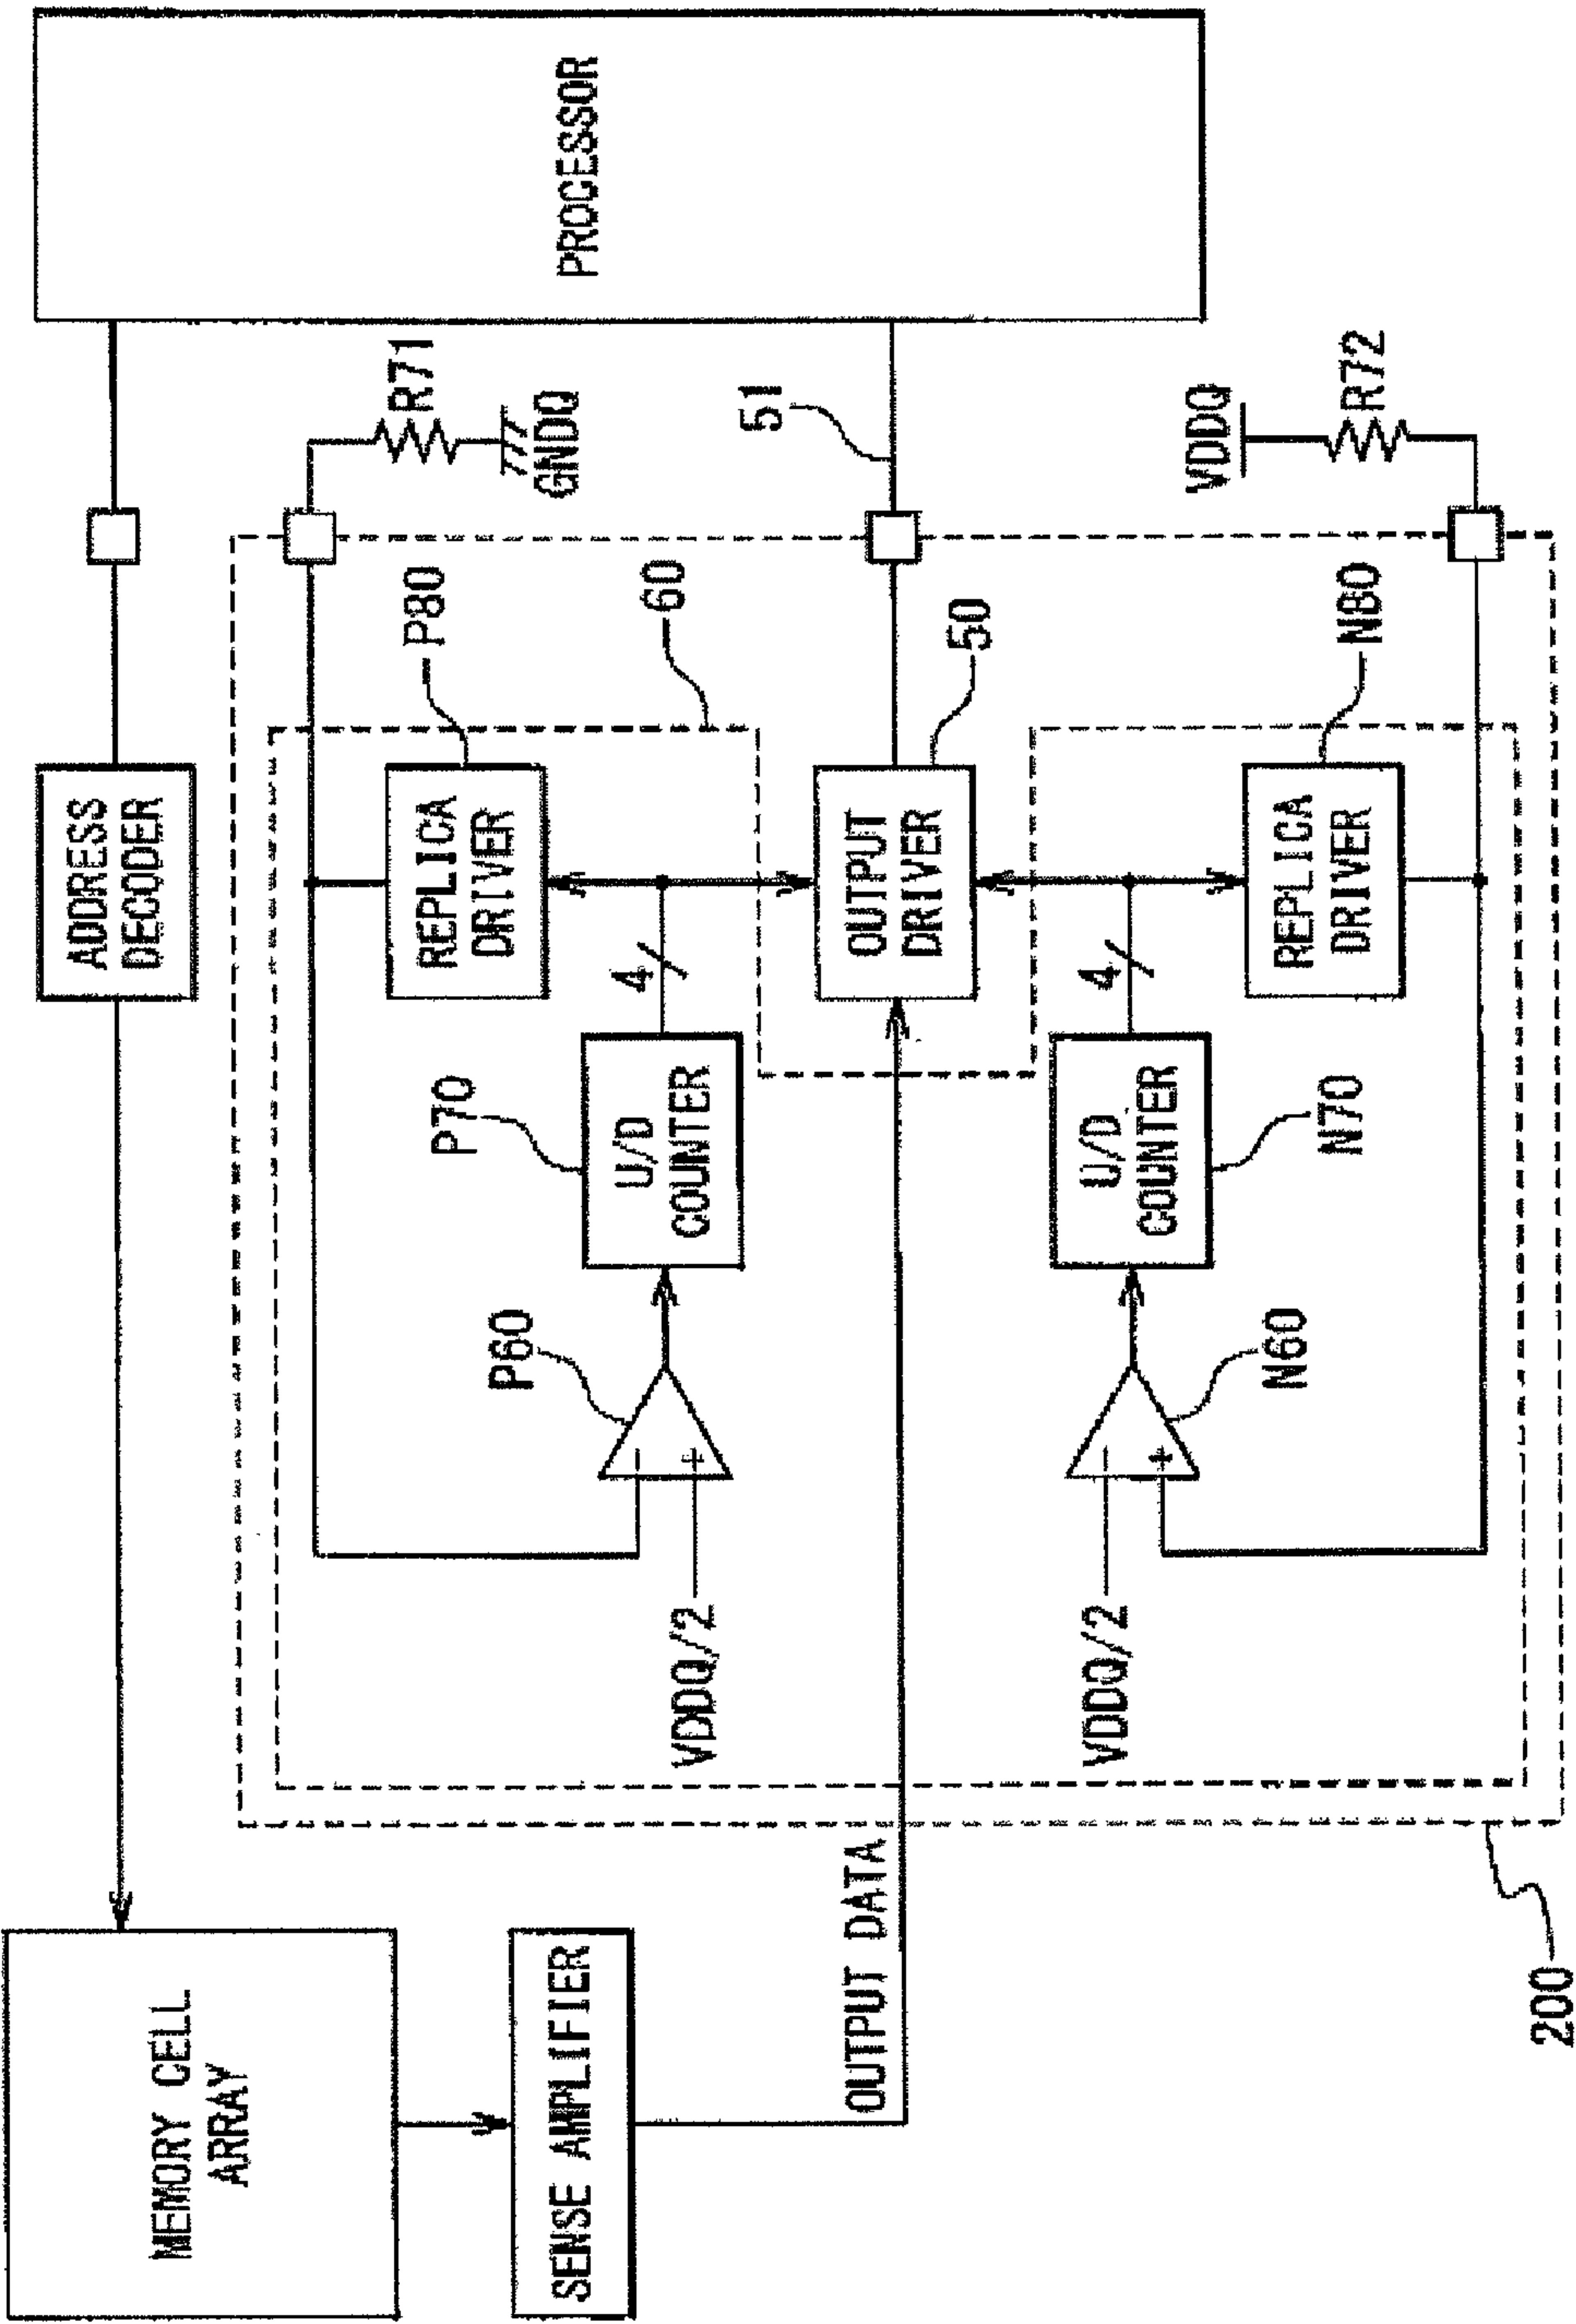 MEMORY CELL
ARRAY
ADDRESS
DECODER
PROCESSOR
SENSE AMPLIFIER
OUTPUT DATA
200
P60
VDDQ/2
P70
U/D
COUNTER
4
REPLICA
DRIVER
P80
60
R71
GNDQ
OUTPUT
DRIVER
50
51
VDDQ/2
N60
U/D
COUNTER
N70
4
REPLICA
DRIVER
N80
VDDQ
R72